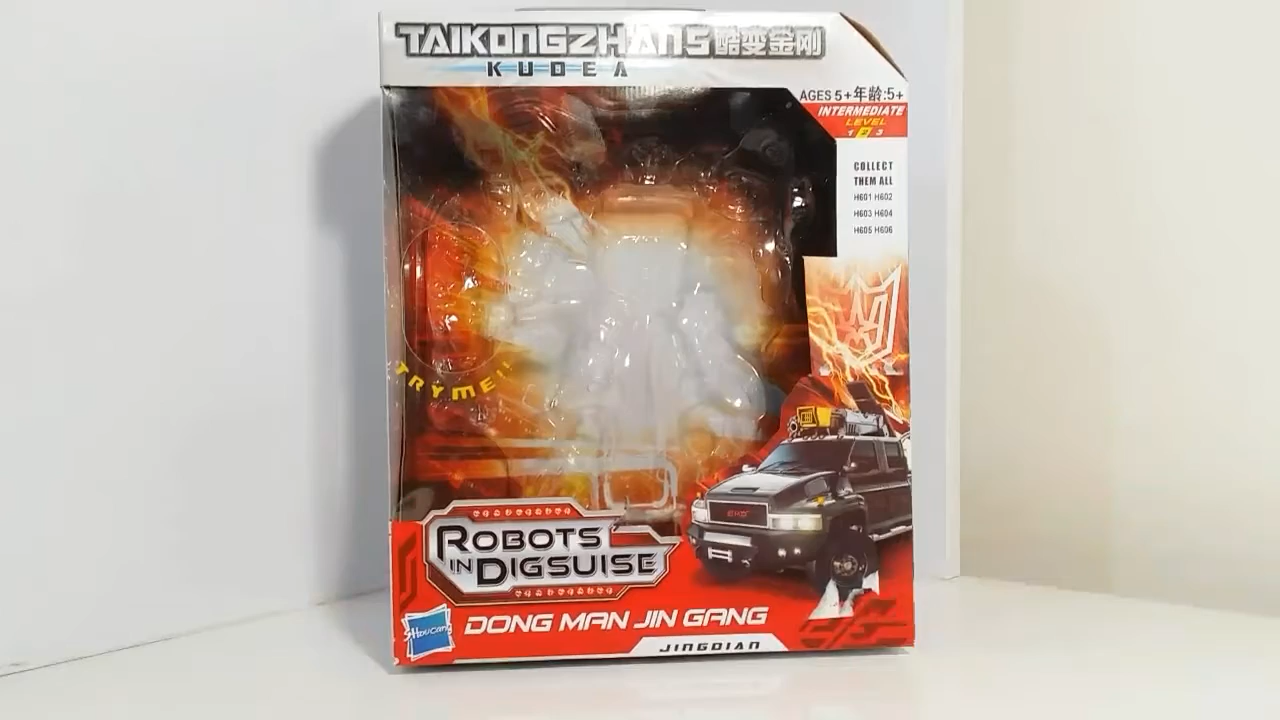 TAIKONGZHANS 酷变金刚
KUDEA
AGES 5+年龄:5+
INTERMEDIATE
LEVEL
1 2 3
COLLECT
THEM ALL
H601 H602
H603 H604
H605 H606
TRY ME!!
ROBOTS
IN DIGSUISE
SHoucang
DONG MAN JIN GANG
JINGDIAN